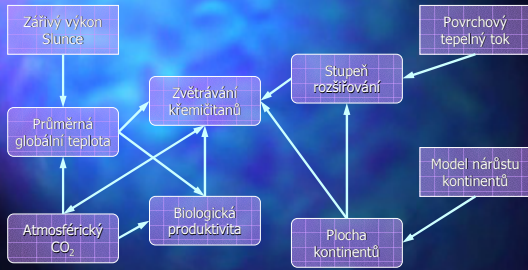 Zářivý výkon
Slunce
Povrchový
tepelný tok
Stupeň
rozšiřování
Zvětrávání
křemičitanů
Průměrná
globální teplota
Model nárůstu
kontinentů
Biologická
produktivita
Atmosférický
CO₂
Plocha
kontinentů